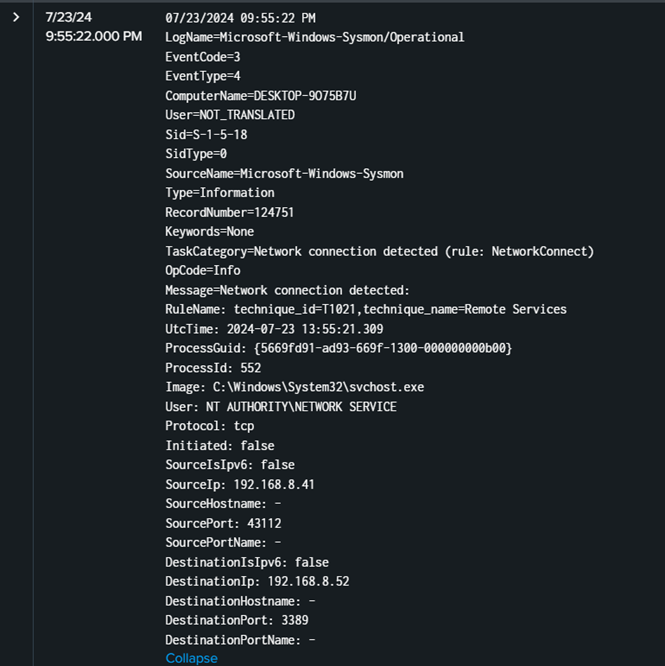 7/23/24
9:55:22.000 PM
07/23/2024 09:55:22 PM
LogName=Microsoft-Windows-Sysmon/Operational
EventCode=3
EventType=4
ComputerName=DESKTOP-9O75B7U
User=NOT_TRANSLATED
Sid=S-1-5-18
SidType=0
SourceName=Microsoft-Windows-Sysmon
Type=Information
RecordNumber=124751
Keywords=None
TaskCategory=Network connection detected (rule: NetworkConnect)
OpCode=Info
Message=Network connection detected:
RuleName: technique_id=T1021,technique_name=Remote Services
UtcTime: 2024-07-23 13:55:21.309
ProcessGuid: {5669fd91-ad93-669f-1300-000000000b00}
ProcessId: 552
Image: C:\Windows\System32\svchost.exe
User: NT AUTHORITY\NETWORK SERVICE
Protocol: tcp
Initiated: false
SourceIsIpv6: false
SourceIp: 192.168.8.41
SourceHostname: -
SourcePort: 43112
SourcePortName: -
DestinationIsIpv6: false
DestinationIp: 192.168.8.52
DestinationHostname: -
DestinationPort: 3389
DestinationPortName: -
Collapse